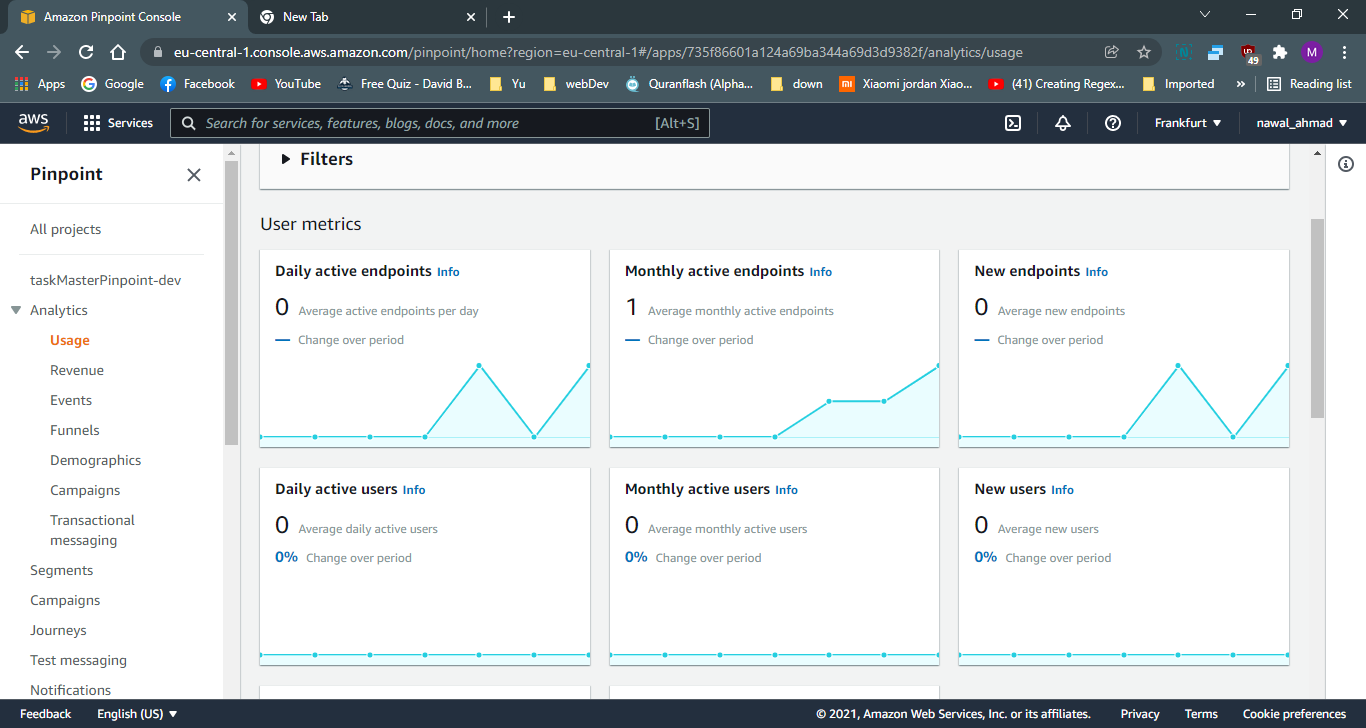 Amazon Pinpoint Console
New Tab
eu-central-1.console.aws.amazon.com/pinpoint/home?region=eu-central-1#/apps/735f86601a124a69ba344a69d3d9382f/analytics/usage
49
M
Apps
Google
Facebook
YouTube
Free Quiz - David B...
Yu
webDev
Quranflash (Alpha...
down
Xiaomi jordan Xiao...
(41) Creating Regex...
Imported
»
Reading list
aws
Services
Search for services, features, blogs, docs, and more
[Alt+S]
Frankfurt
nawal_ahmad
Pinpoint
All projects
taskMasterPinpoint-dev
Analytics
Usage
Revenue
Events
Funnels
Demographics
Campaigns
Transactional
messaging
Segments
Campaigns
Journeys
Test messaging
Notifications
Filters
User metrics
Daily active endpoints Info
0 Average active endpoints per day
Change over period
Monthly active endpoints Info
1 Average monthly active endpoints
Change over period
New endpoints Info
0 Average new endpoints
Change over period
Daily active users Info
0 Average daily active users
0% Change over period
Monthly active users Info
0 Average monthly active users
0% Change over period
New users Info
0 Average new users
0% Change over period
Feedback
English (US)
© 2021, Amazon Web Services, Inc. or its affiliates.
Privacy
Terms
Cookie preferences